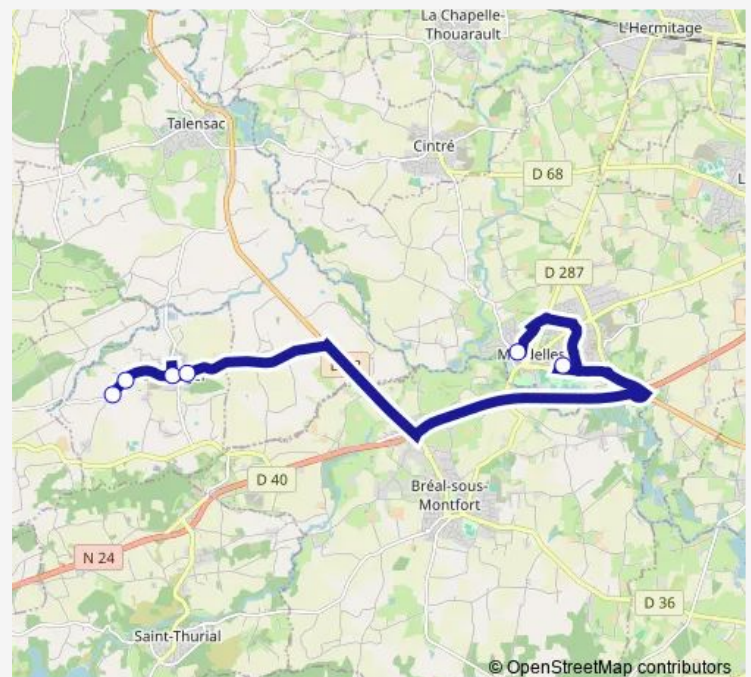 La Chapelle-
Thouarault
L'Hermitage
Talensac
Cintré
D 68
D 287
D 40
Bréal-sous-
Montfort
N 24
D 36
Saint-Thurial
© OpenStreetMap contributors